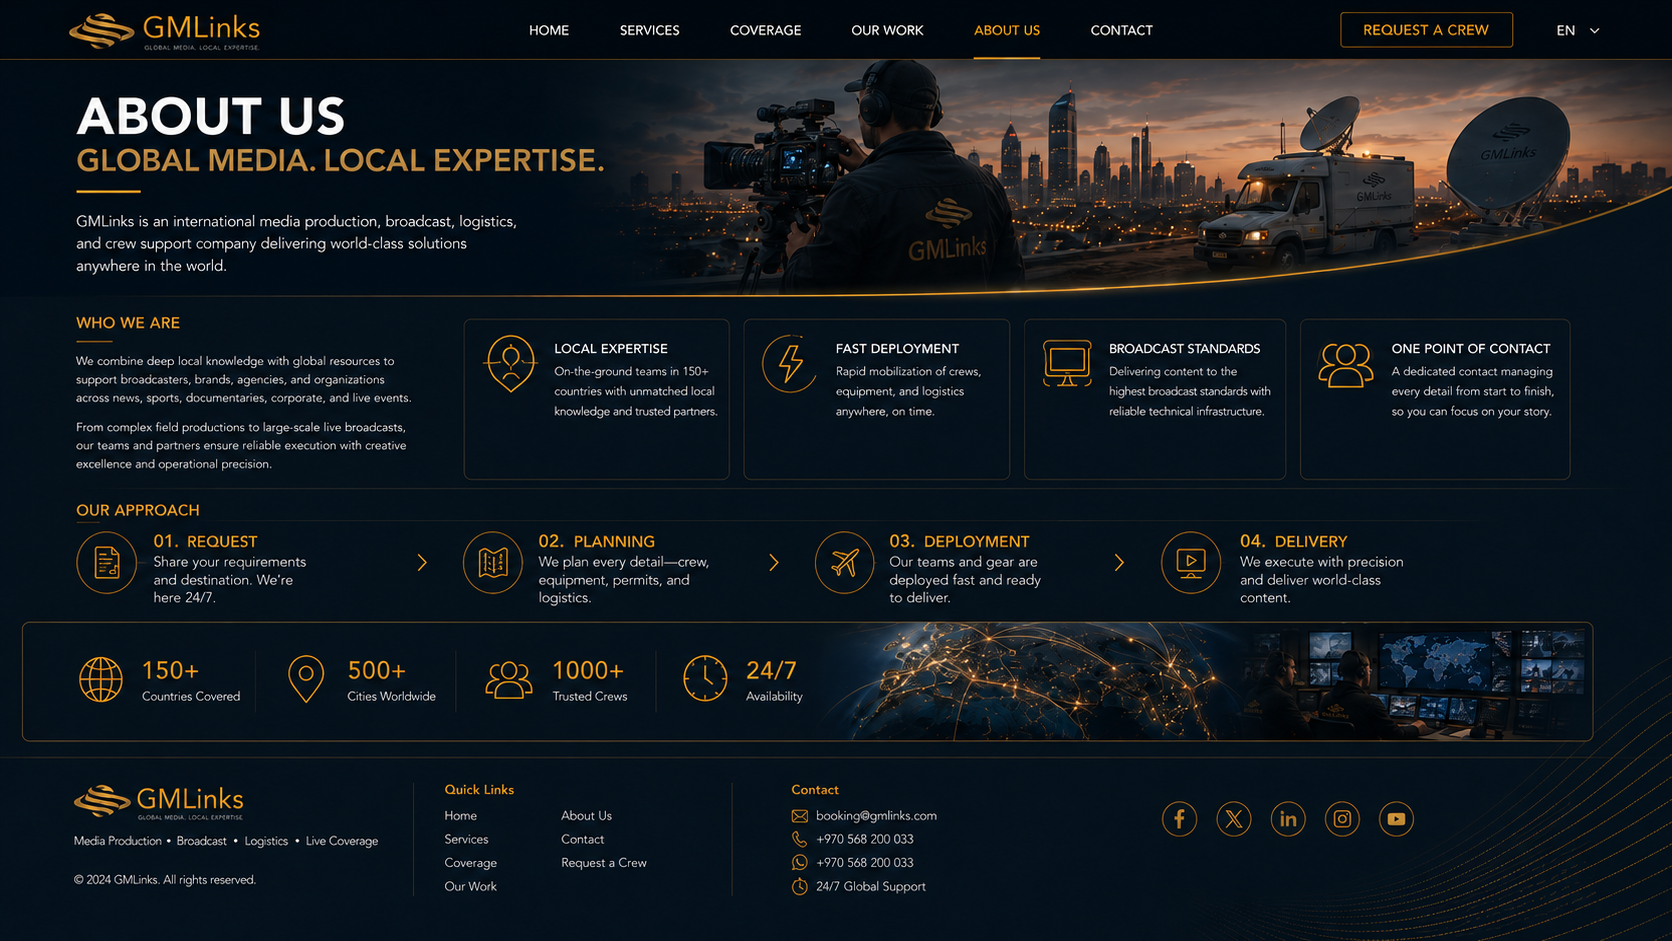 GMLinks
GLOBAL MEDIA. LOCAL EXPERTISE.
HOME
SERVICES
COVERAGE
OUR WORK
ABOUT US
CONTACT
REQUEST A CREW
EN
ABOUT US
GLOBAL MEDIA. LOCAL EXPERTISE.
GMLinks is an international media production, broadcast, logistics,
and crew support company delivering world-class solutions
anywhere in the world.
GMLinks
GMLinks
GMLinks
WHO WE ARE
We combine deep local knowledge with global resources to
support broadcasters, brands, agencies, and organizations
across news, sports, documentaries, corporate, and live events.
From complex field productions to large-scale live broadcasts,
our teams and partners ensure reliable execution with creative
excellence and operational precision.
LOCAL EXPERTISE
On-the-ground teams in 150+
countries with unmatched local
knowledge and trusted partners.
FAST DEPLOYMENT
Rapid mobilization of crews,
equipment, and logistics
anywhere, on time.
BROADCAST STANDARDS
Delivering content to the
highest broadcast standards with
reliable technical infrastructure.
ONE POINT OF CONTACT
A dedicated contact managing
every detail from start to finish,
so you can focus on your story.
OUR APPROACH
01. REQUEST
Share your requirements
and destination. We're
here 24/7.
02. PLANNING
We plan every detail—crew,
equipment, permits, and
logistics.
03. DEPLOYMENT
Our teams and gear are
deployed fast and ready
to deliver.
04. DELIVERY
We execute with precision
and deliver world-class
content.
150+
Countries Covered
500+
Cities Worldwide
1000+
Trusted Crews
24/7
Availability
GMLinks
GLOBAL MEDIA. LOCAL EXPERTISE.
Media Production • Broadcast • Logistics • Live Coverage
© 2024 GMLinks. All rights reserved.
Quick Links
Home
Services
Coverage
Our Work
About Us
Contact
Request a Crew
Contact
booking@gmlinks.com
+970 568 200 033
+970 568 200 033
24/7 Global Support